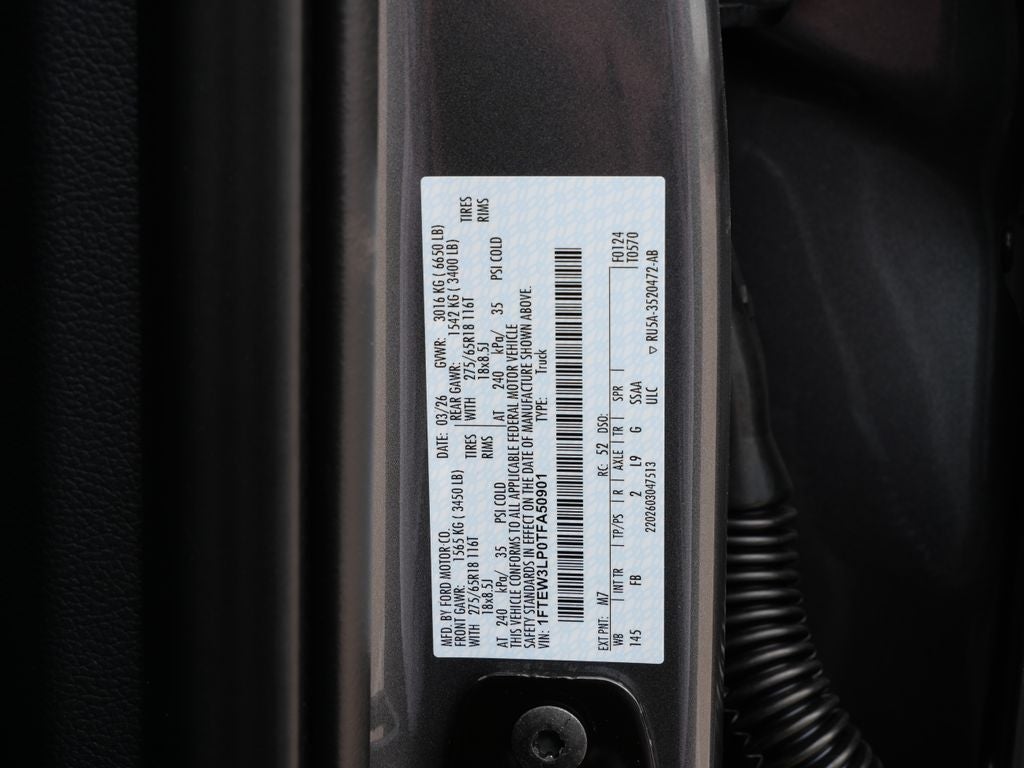 MFD. BY FORD MOTOR CO.
DATE: 03/26 GVWR: 3016 KG ( 6650 LB)
FRONT GAWR: 1565 KG ( 3450 LB) REAR GAWR: 1542 KG ( 3400 LB)
WITH 275/65R18 116T TIRES WITH 275/65R18 116T TIRES
18x8.5J RIMS 18x8.5J RIMS
AT 240 kPa/ 35 PSI COLD AT 240 kPa/ 35 PSI COLD
THIS VEHICLE CONFORMS TO ALL APPLICABLE FEDERAL MOTOR VEHICLE
SAFETY STANDARDS IN EFFECT ON THE DATE OF MANUFACTURE SHOWN ABOVE.
VIN: 1FTEW3LP0TFA50901 TYPE: Truck
EXT PNT: M7 RC: 52 DSO: F0124
WB INT TR TP/PS R AXLE TR SPR T0570
145 FB 2 L9 G SSAA
2202603047513 ULC ▽ RU5A-3520472-AB